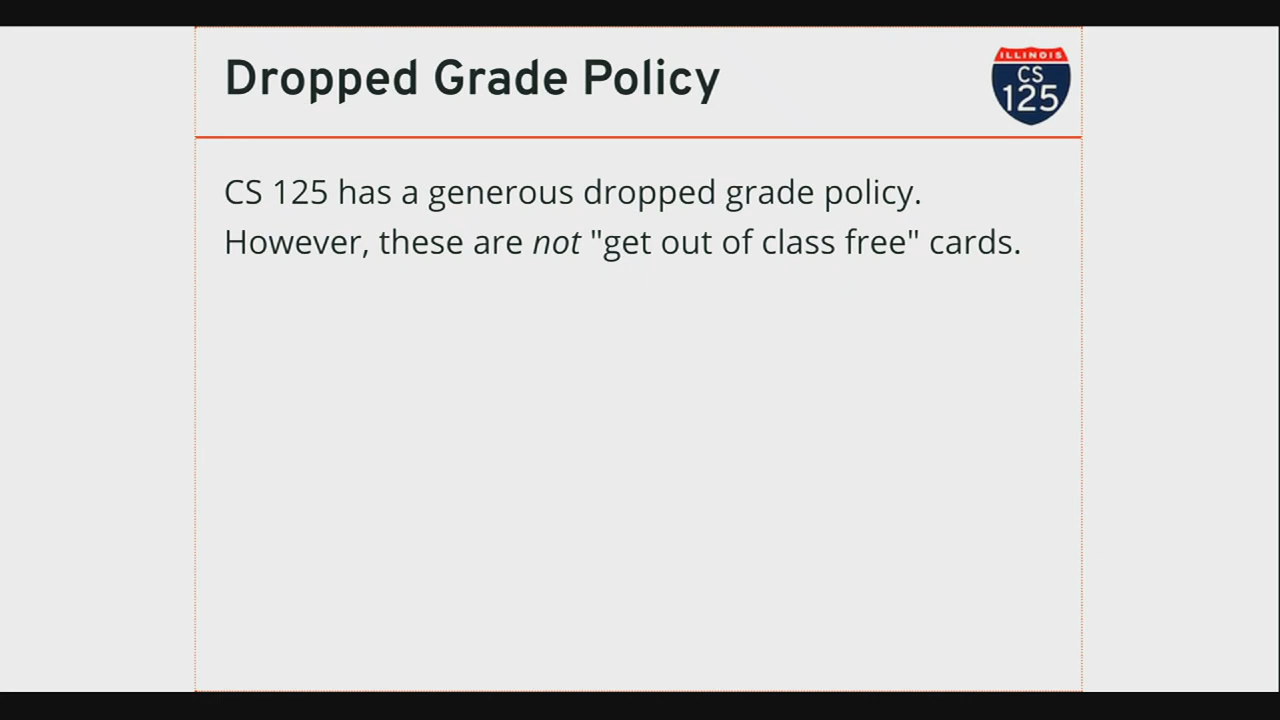 Dropped Grade Policy
ILLINOIS
CS
125
CS 125 has a generous dropped grade policy.
However, these are not "get out of class free" cards.